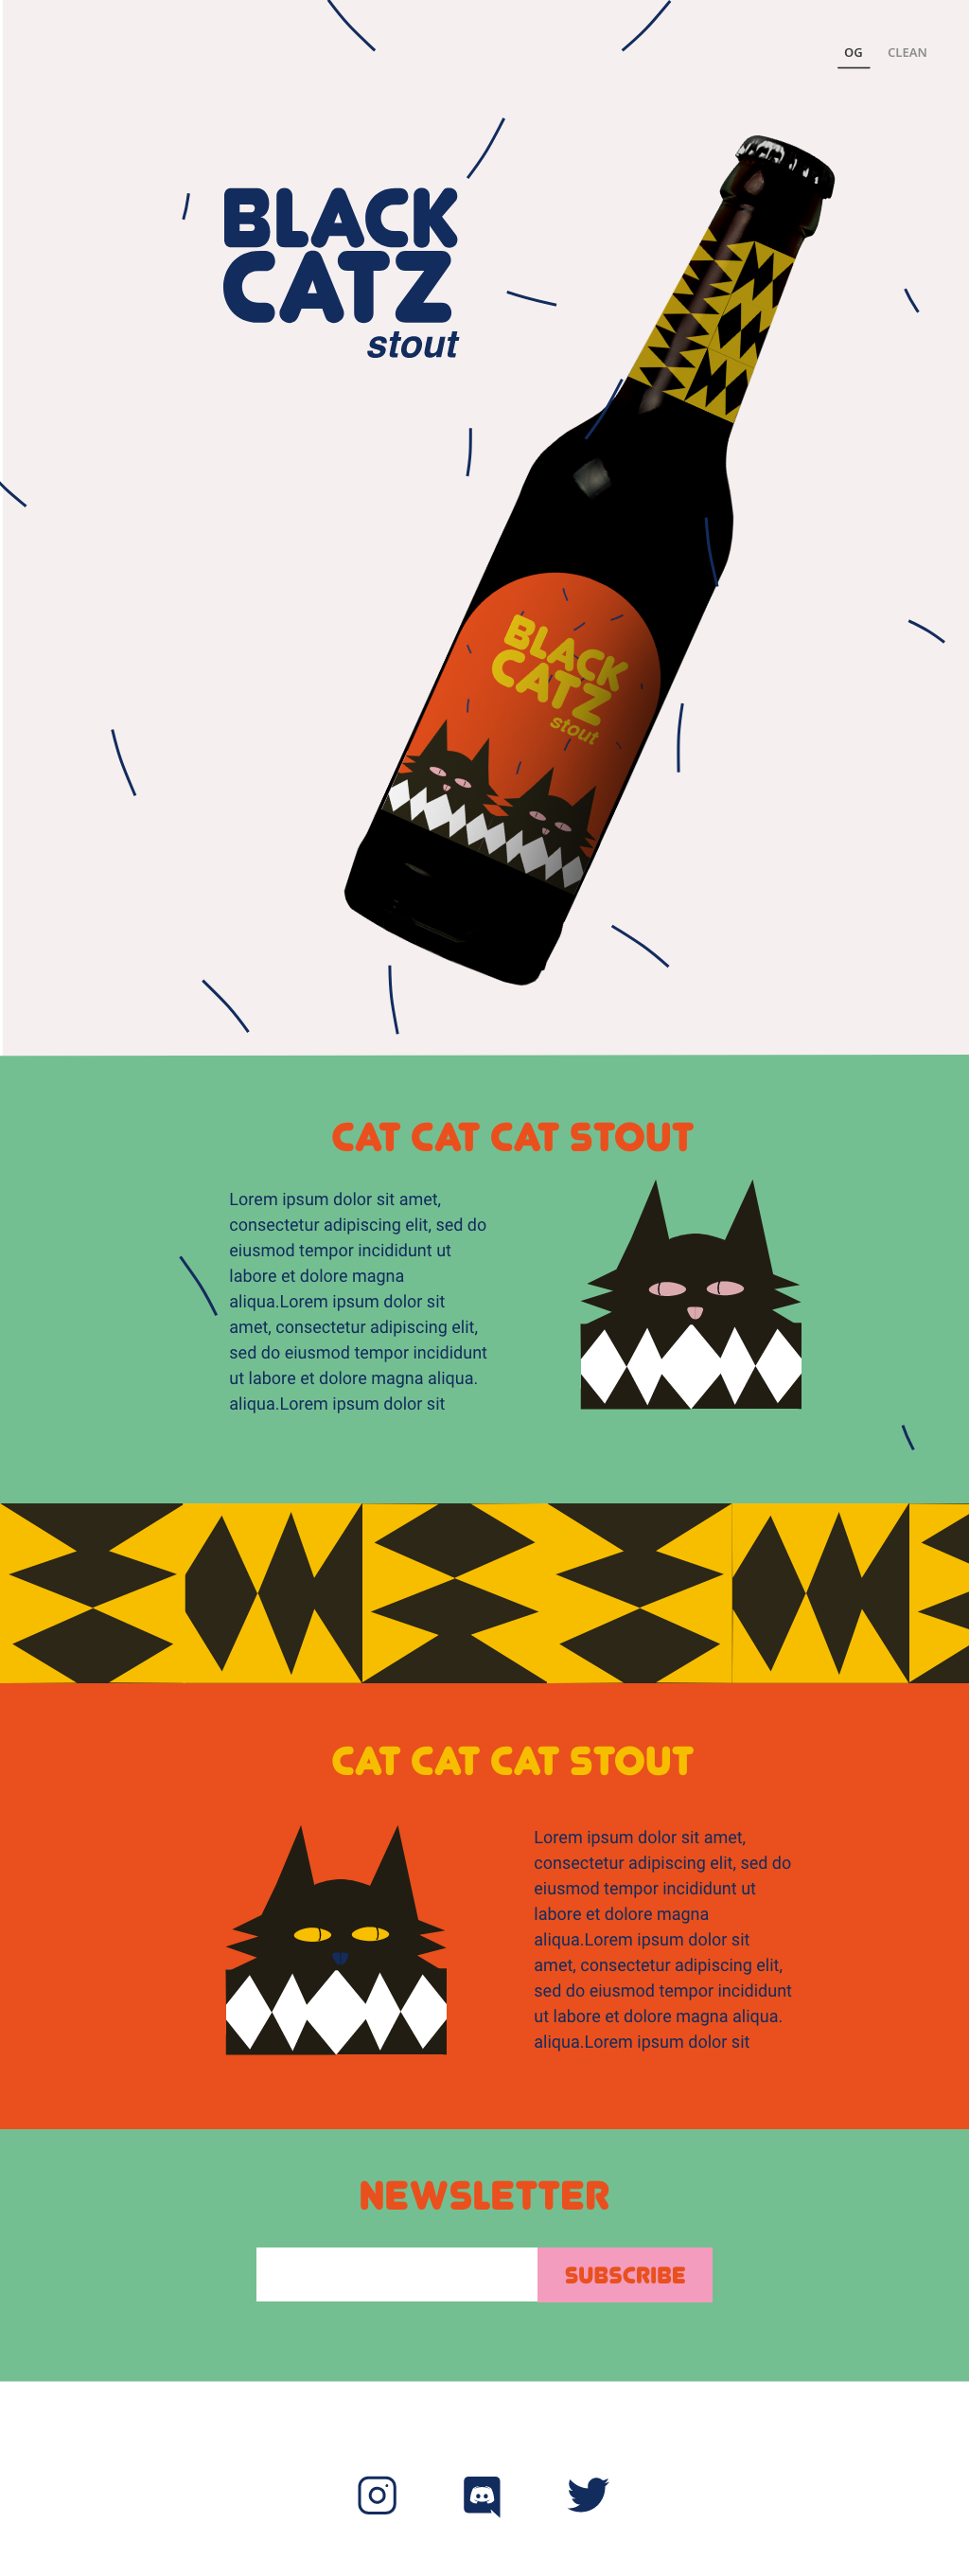 OG CLEAN
BLACK
CATZ
stout
BLACK
CATZ
stout
CAT CAT CAT STOUT
Lorem ipsum dolor sit amet,
consectetur adipiscing elit, sed do
eiusmod tempor incididunt ut
labore et dolore magna
aliqua.Lorem ipsum dolor sit
amet, consectetur adipiscing elit,
sed do eiusmod tempor incididunt
ut labore et dolore magna aliqua.
aliqua.Lorem ipsum dolor sit
CAT CAT CAT STOUT
Lorem ipsum dolor sit amet,
consectetur adipiscing elit, sed do
eiusmod tempor incididunt ut
labore et dolore magna
aliqua.Lorem ipsum dolor sit
amet, consectetur adipiscing elit,
sed do eiusmod tempor incididunt
ut labore et dolore magna aliqua.
aliqua.Lorem ipsum dolor sit
NEWSLETTER
SUBSCRIBE